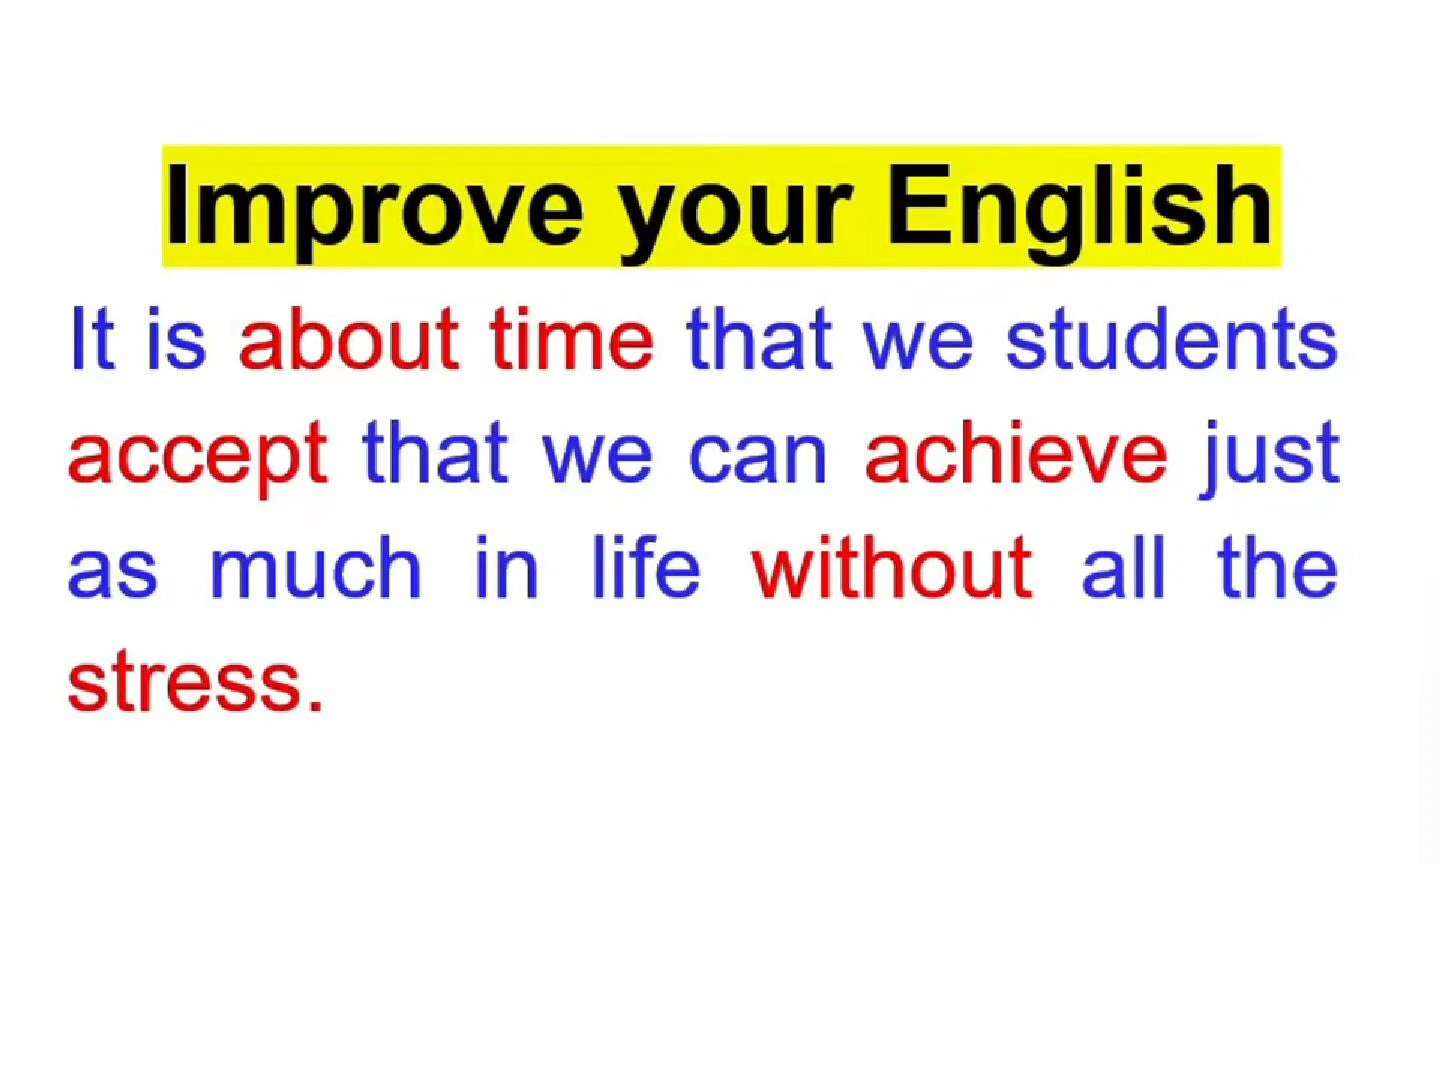 Improve your English
It is about time that we students
accept that we can achieve just
as much in life without all the
stress.